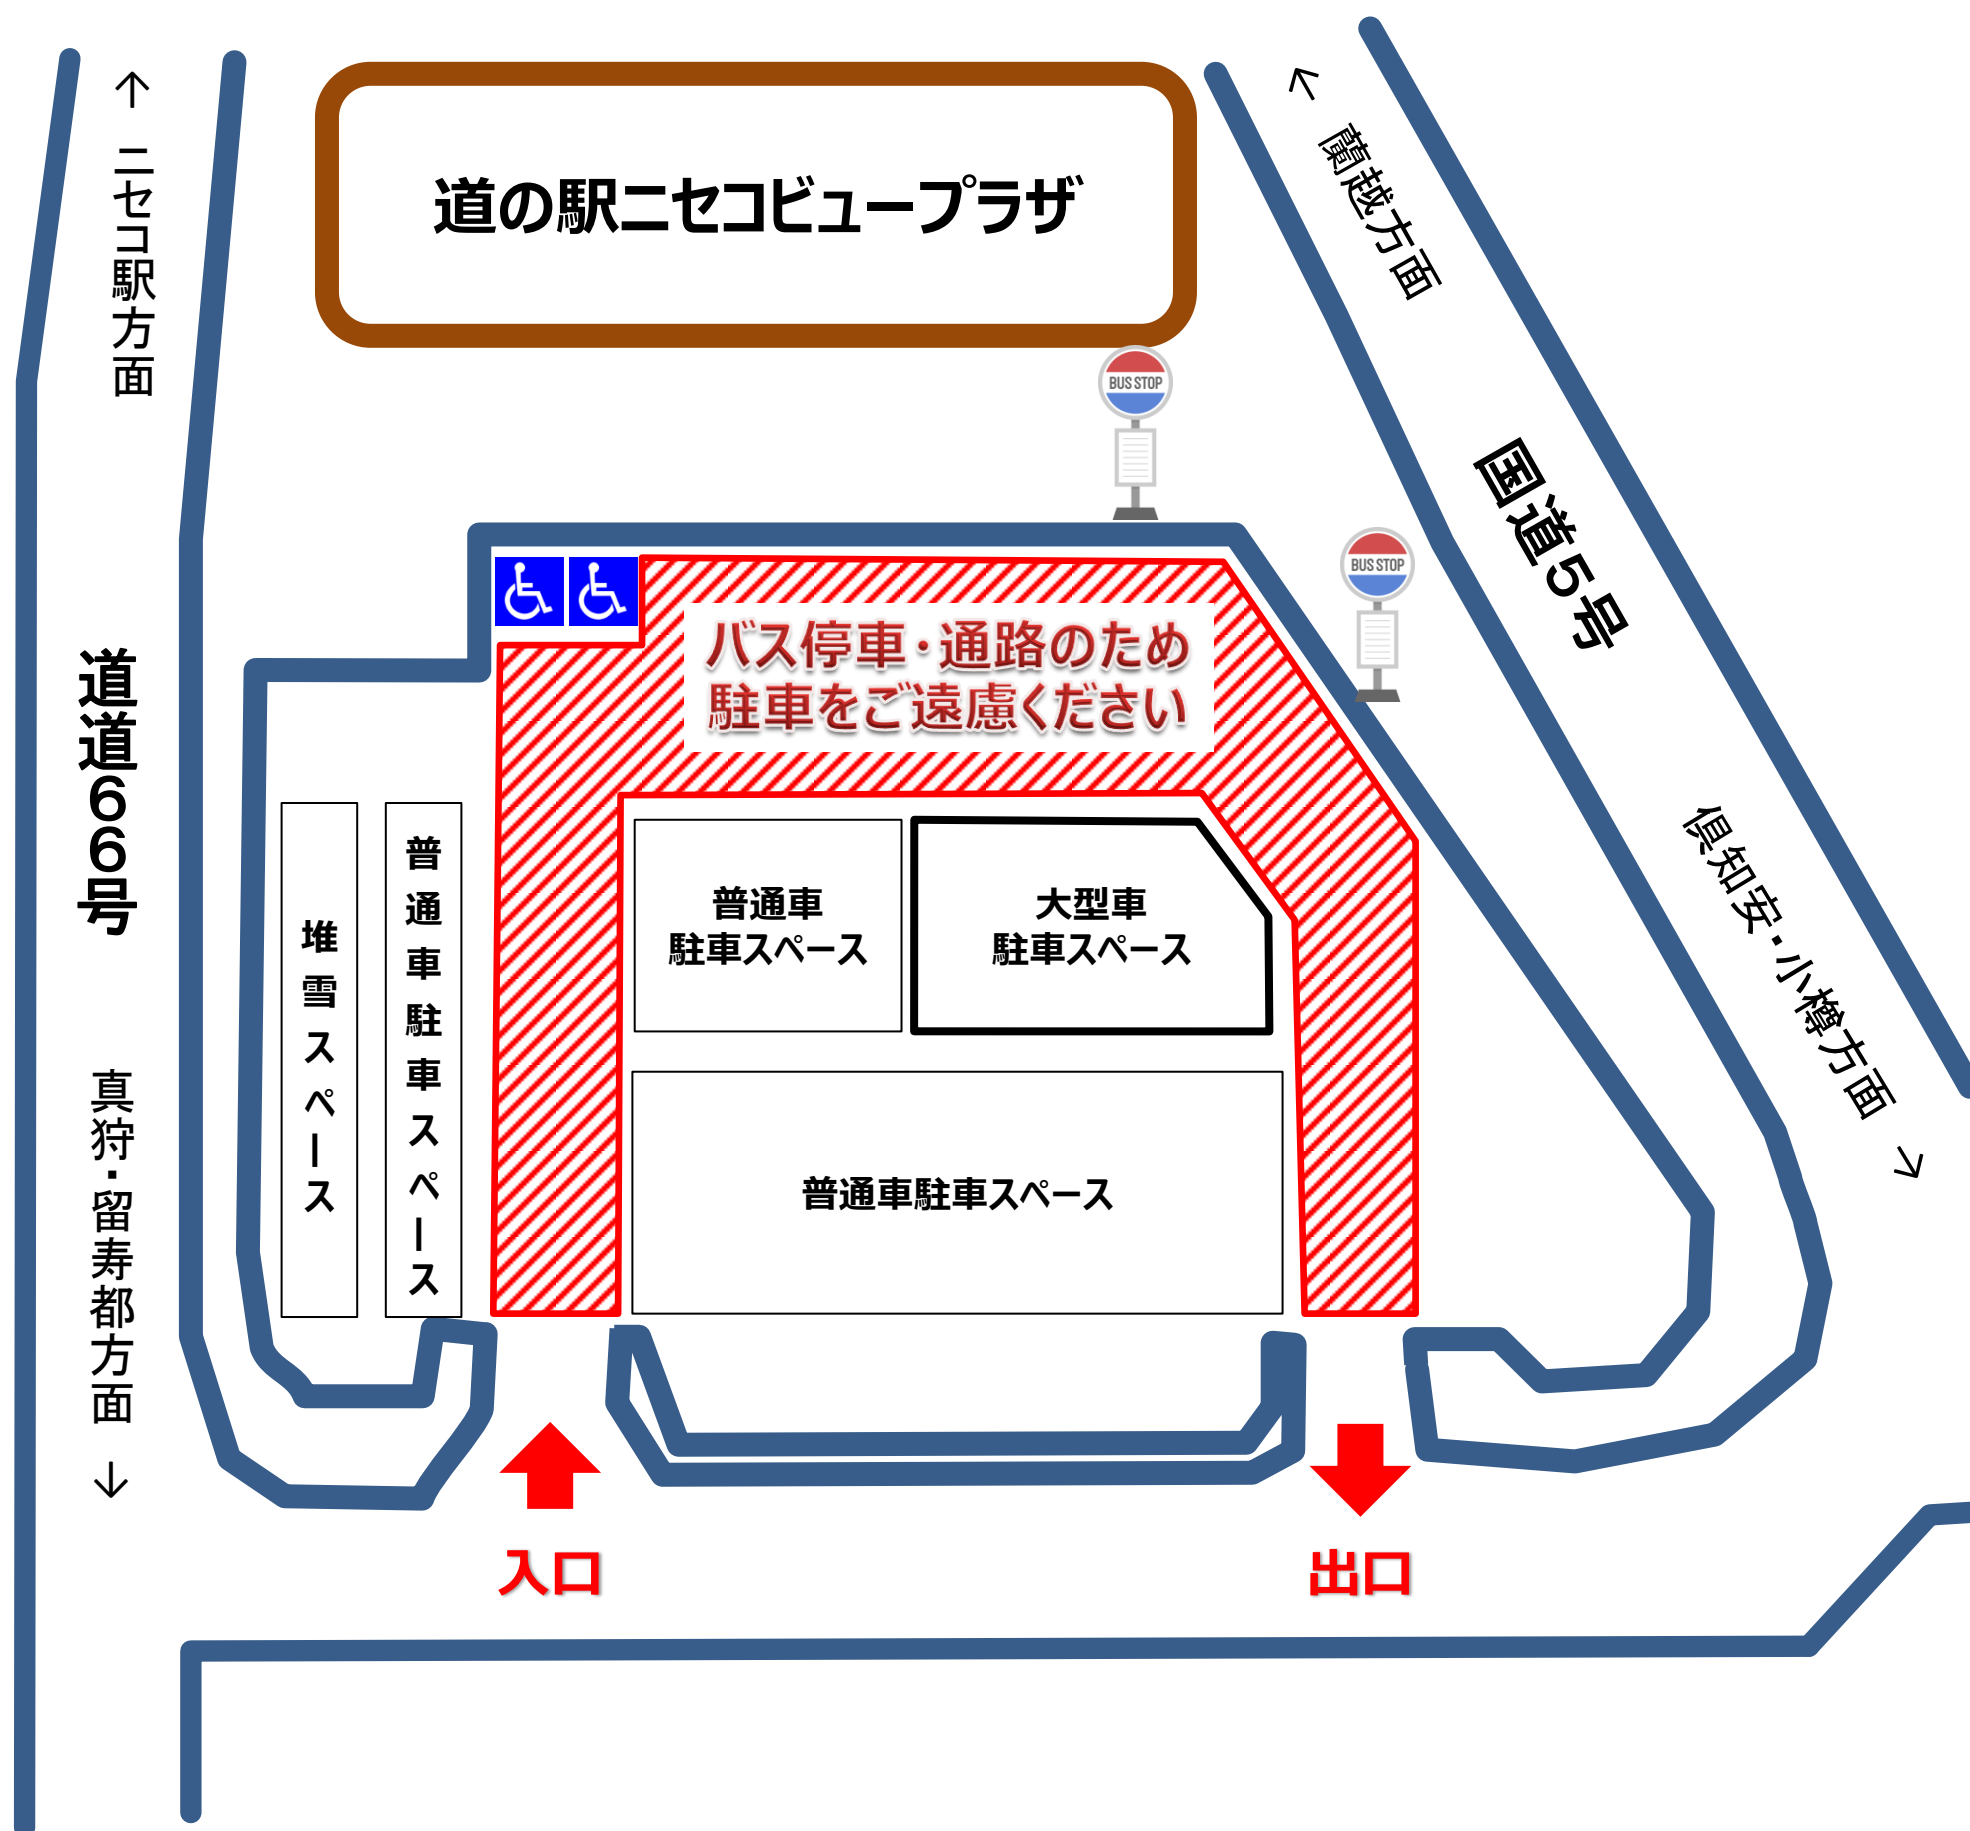 道の駅ニセコビュープラザ
↑ ニセコ駅方面
道道66号
真狩・留寿都方面 ↓
← 蘭越方面
国道5号
倶知安・小樽方面 →
BUS STOP
BUS STOP
バス停車・通路のため
駐車をご遠慮ください
堆雪スペース
普通車駐車スペース
普通車
駐車スペース
大型車
駐車スペース
普通車駐車スペース
入口
出口